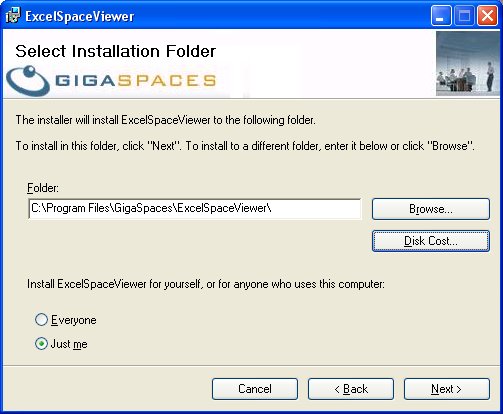 ExcelSpaceViewer
Select Installation Folder
GIGASPACES
The installer will install ExcelSpaceViewer to the following folder.
To install in this folder, click "Next". To install to a different folder, enter it below or click "Browse".
Folder:
C:\Program Files\GigaSpaces\ExcelSpaceViewer\
Browse...
Disk Cost...
Install ExcelSpaceViewer for yourself, or for anyone who uses this computer:
Everyone
Just me
Cancel
< Back
Next >